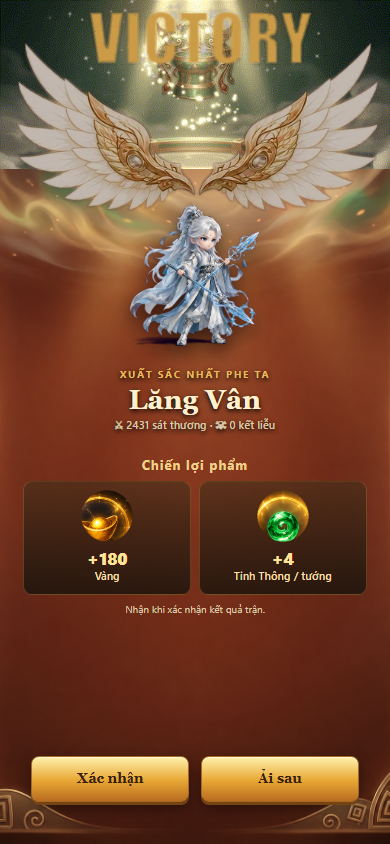 VICTORY
XUẤT SẮC NHẤT PHE TA
Lăng Vân
2431 sát thương · 0 kết liễu
Chiến lợi phẩm
+180
Vàng
+4
Tinh Thông / tướng
Nhận khi xác nhận kết quả trận.
Xác nhận
Ải sau